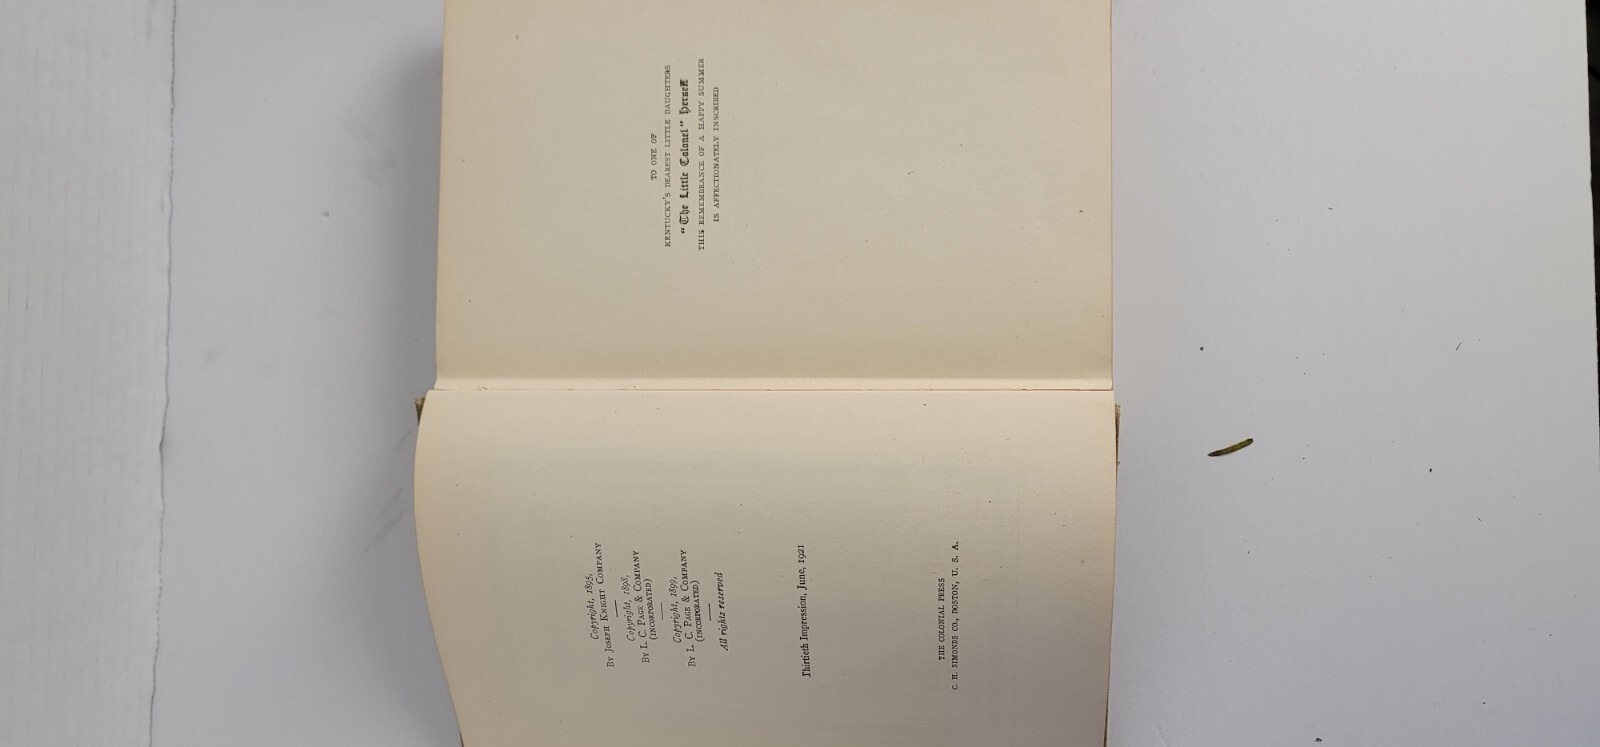 Copyright, 1895,
BY JOSEPH KNIGHT COMPANY
Copyright, 1898,
BY L. C. PAGE & COMPANY
(INCORPORATED)
Copyright, 1899,
BY L. C. PAGE & COMPANY
(INCORPORATED)
All rights reserved
Thirtieth Impression, June, 1921
THE COLONIAL PRESS
C. H. SIMONDS CO., BOSTON, U. S. A.
TO ONE OF
KENTUCKY'S DEAREST LITTLE DAUGHTERS
"The Little Colonel" Herself
THIS REMEMBRANCE OF A HAPPY SUMMER
IS AFFECTIONATELY INSCRIBED